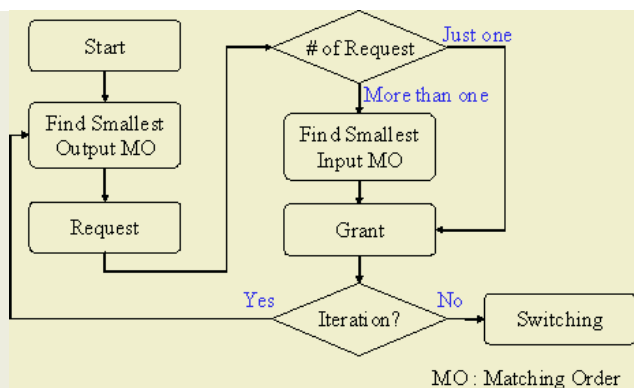 Start
Find Smallest
Output MO
Request
# of Request
Just one
More than one
Find Smallest
Input MO
Grant
Yes
Iteration?
No
Switching
MO : Matching Order